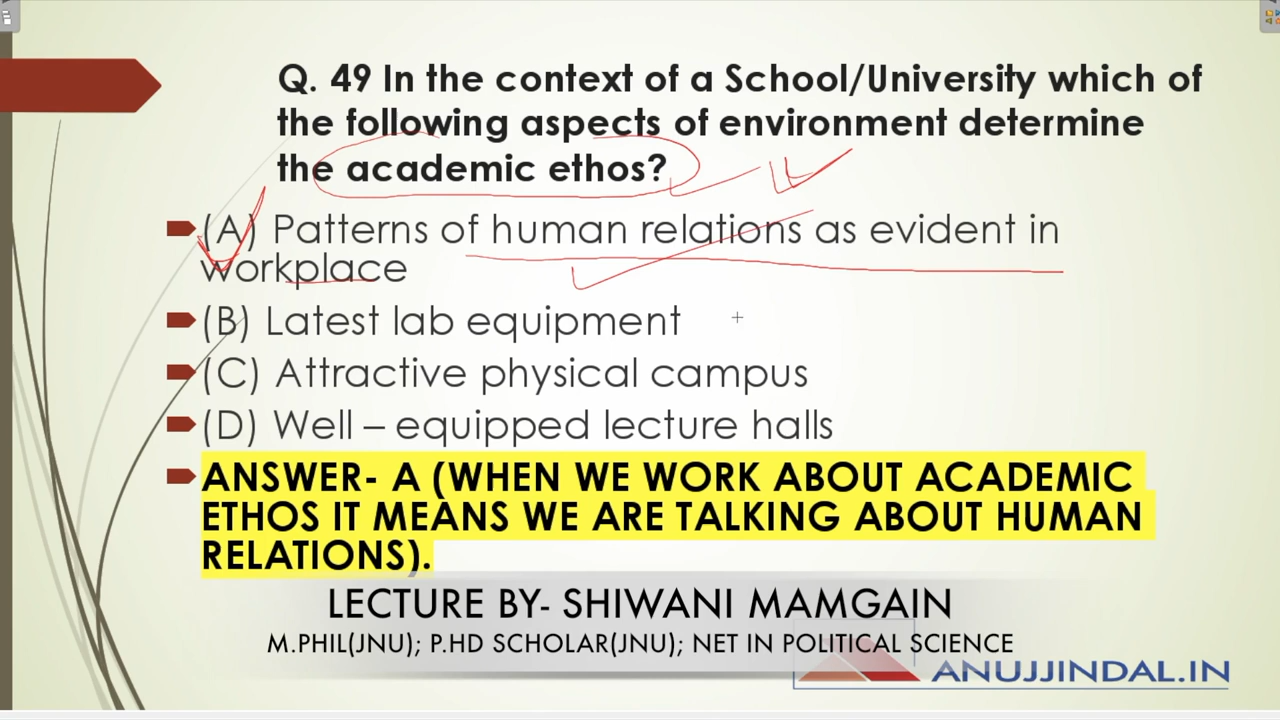 Q. 49 In the context of a School/University which of
the following aspects of environment determine
the academic ethos?
(A) Patterns of human relations as evident in
workplace
(B) Latest lab equipment
(C) Attractive physical campus
(D) Well – equipped lecture halls
ANSWER- A (WHEN WE WORK ABOUT ACADEMIC
ETHOS IT MEANS WE ARE TALKING ABOUT HUMAN
RELATIONS).
LECTURE BY- SHIWANI MAMGAIN
M.PHIL(JNU); P.HD SCHOLAR(JNU); NET IN POLITICAL SCIENCE
ANUJJINDAL.IN